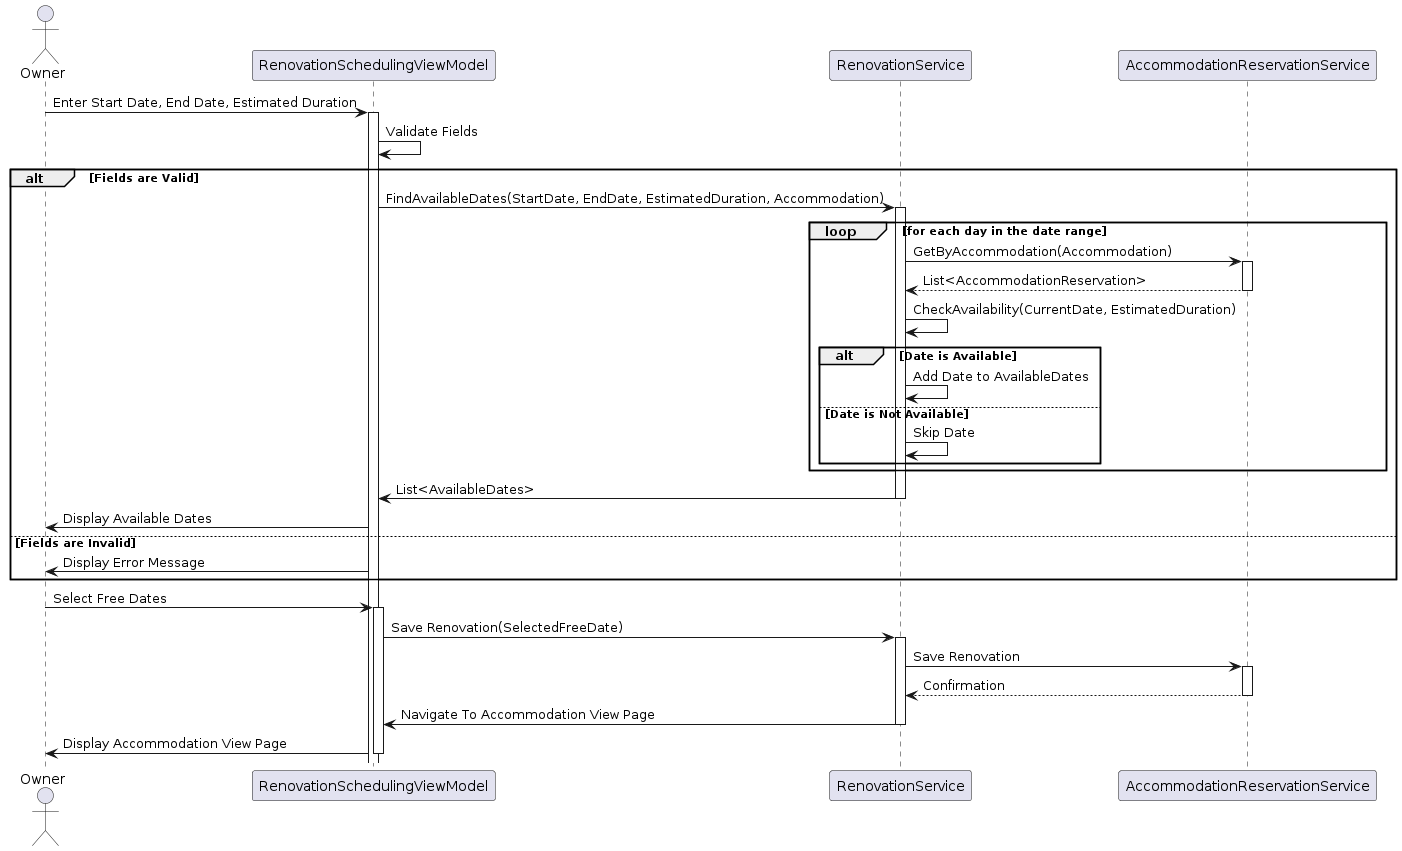 Owner
RenovationSchedulingViewModel
RenovationService
AccommodationReservationService
Enter Start Date, End Date, Estimated Duration
Validate Fields
alt [Fields are Valid]
FindAvailableDates(StartDate, EndDate, EstimatedDuration, Accommodation)
loop [for each day in the date range]
GetByAccommodation(Accommodation)
List<AccommodationReservation>
CheckAvailability(CurrentDate, EstimatedDuration)
alt [Date is Available]
Add Date to AvailableDates
[Date is Not Available]
Skip Date
List<AvailableDates>
Display Available Dates
[Fields are Invalid]
Display Error Message
Select Free Dates
Save Renovation(SelectedFreeDate)
Save Renovation
Confirmation
Navigate To Accommodation View Page
Display Accommodation View Page
Owner
RenovationSchedulingViewModel
RenovationService
AccommodationReservationService